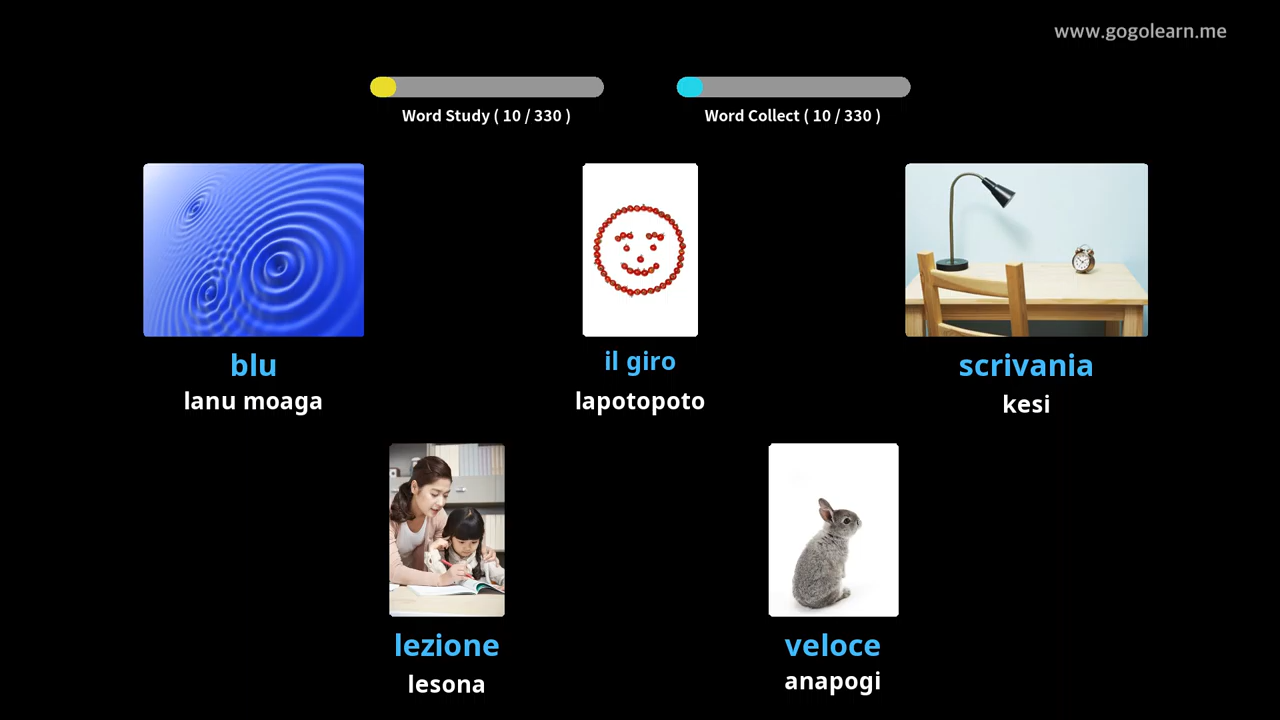 www.gogolearn.me
Word Study ( 10 / 330 )
Word Collect ( 10 / 330 )
blu
lanu moaga
il giro
lapotopoto
scrivania
kesi
lezione
lesona
veloce
anapogi